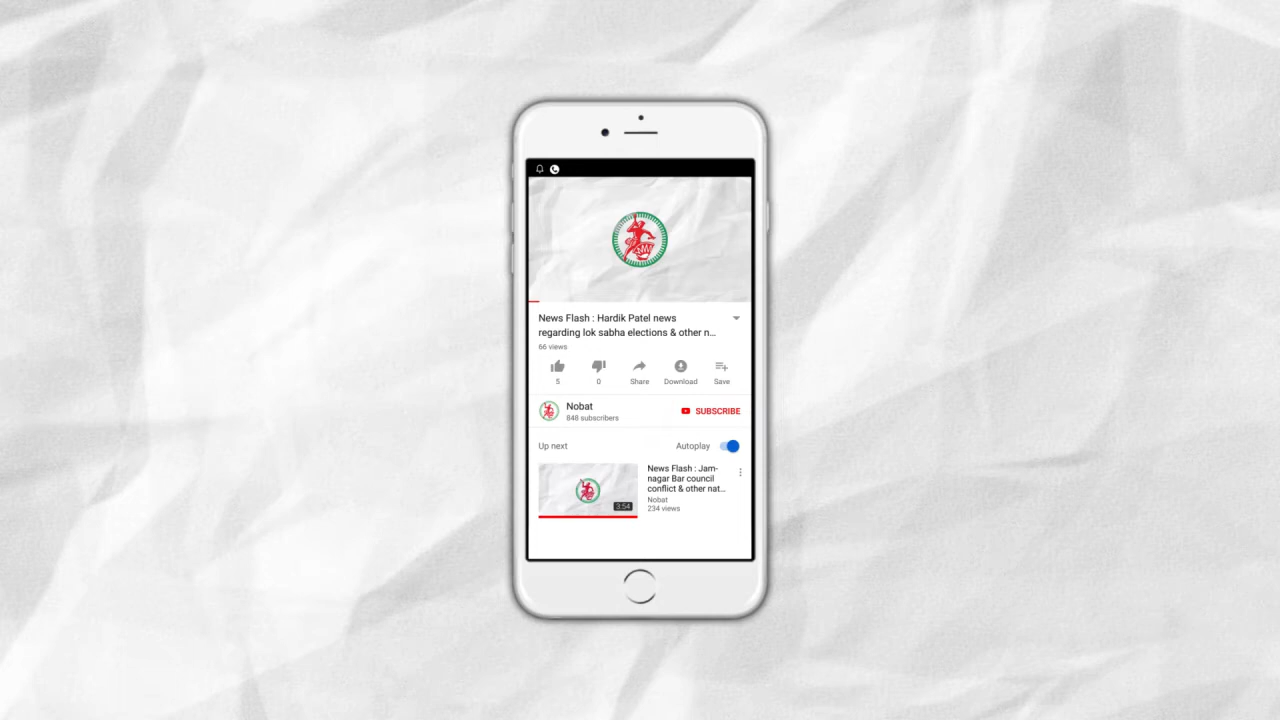 News Flash : Hardik Patel news
regarding lok sabha elections & other n...
66 views
5
0
Share
Download
Save
Nobat
848 subscribers
SUBSCRIBE
Up next
Autoplay
3:54
News Flash : Jam-
nagar Bar council
conflict & other nat...
Nobat
234 views